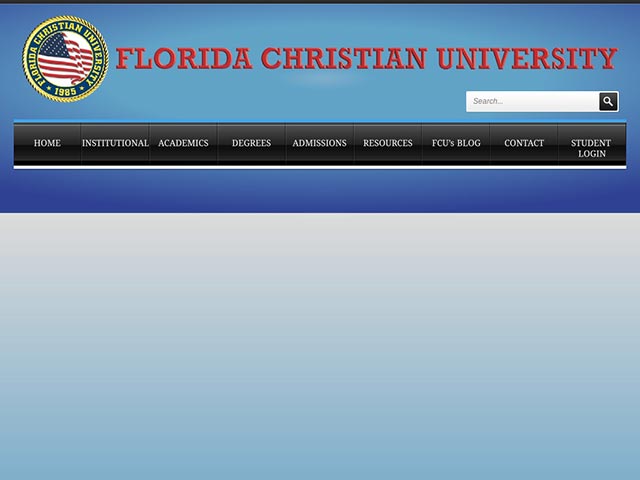 FLORIDA CHRISTIAN UNIVERSITY
1985
FLORIDA CHRISTIAN UNIVERSITY
Search...
HOME
INSTITUTIONAL
ACADEMICS
DEGREES
ADMISSIONS
RESOURCES
FCU's BLOG
CONTACT
STUDENT
LOGIN